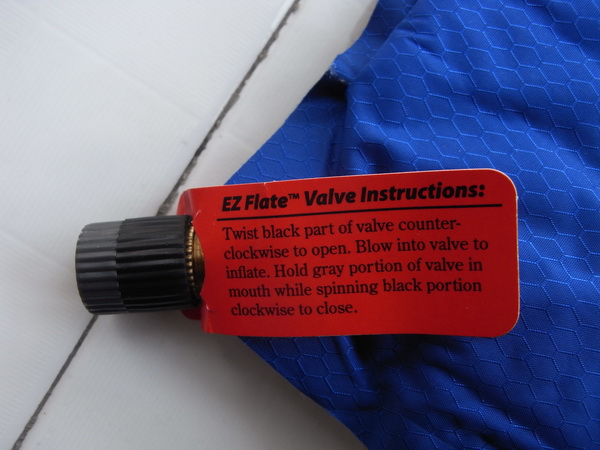 EZ Flate™ Valve Instructions:
Twist black part of valve counter-
clockwise to open. Blow into valve to
inflate. Hold gray portion of valve in
mouth while spinning black portion
clockwise to close.